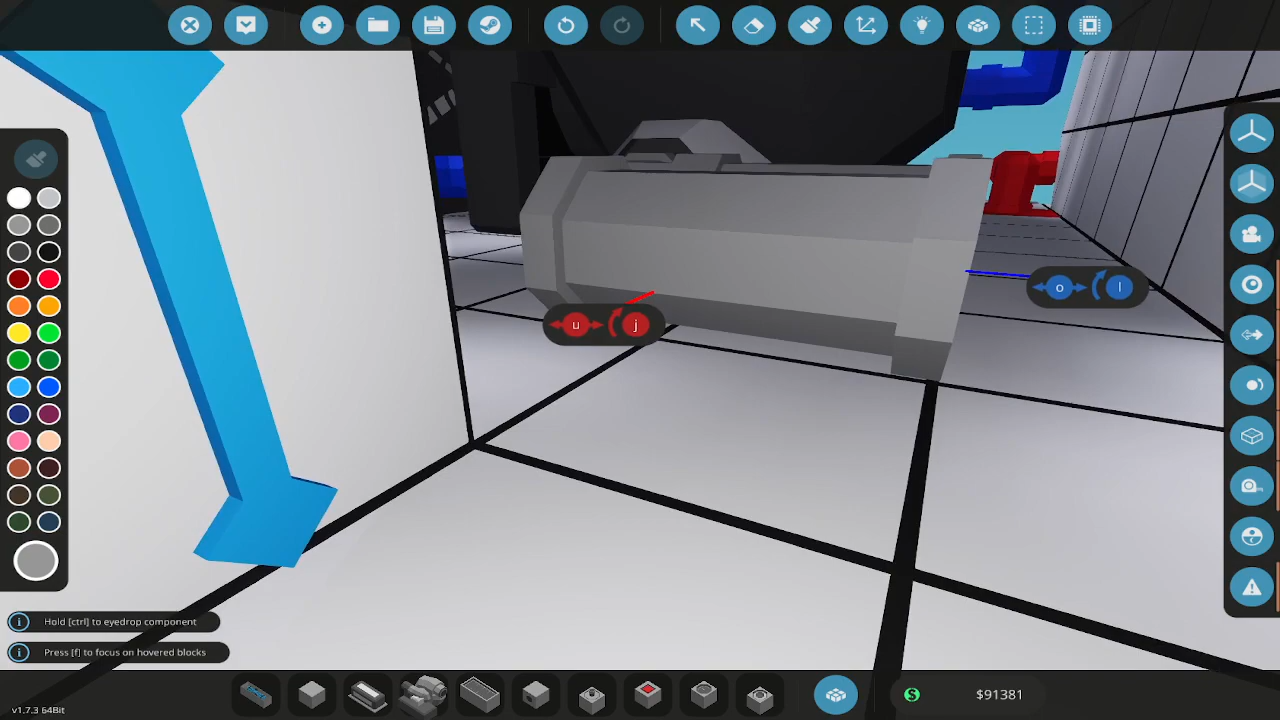 o l
u j
Hold [ctrl] to eyedrop component
Press [f] to focus on hovered blocks
$ $91381
v1.7.3 64Bit